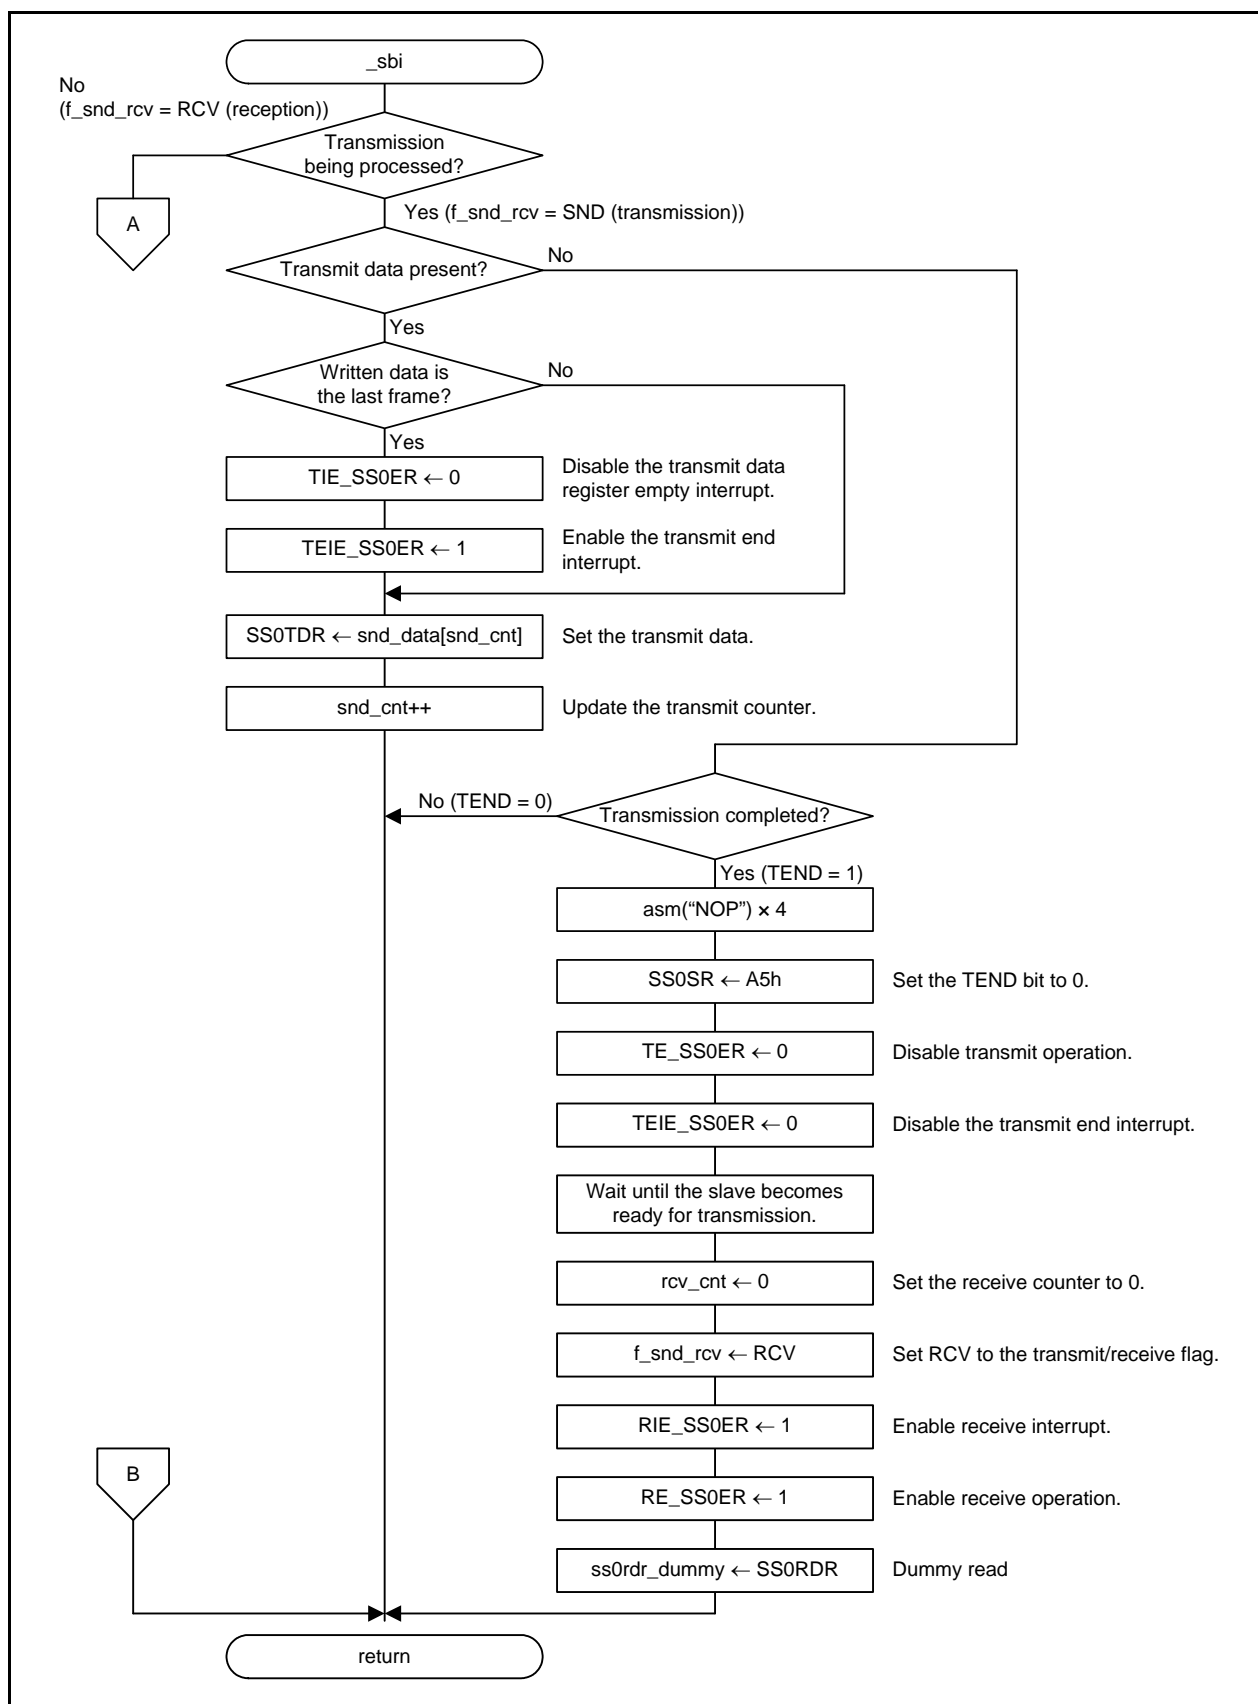 _sbi
No
(f_snd_rcv = RCV (reception))
Transmission
being processed?
A
Yes (f_snd_rcv = SND (transmission))
Transmit data present?
No
Yes
Written data is
the last frame?
No
Yes
TIE_SS0ER ← 0
Disable the transmit data
register empty interrupt.
TEIE_SS0ER ← 1
Enable the transmit end
interrupt.
SS0TDR ← snd_data[snd_cnt]
Set the transmit data.
snd_cnt++
Update the transmit counter.
No (TEND = 0)
Transmission completed?
Yes (TEND = 1)
asm(“NOP”) × 4
SS0SR ← A5h
Set the TEND bit to 0.
TE_SS0ER ← 0
Disable transmit operation.
TEIE_SS0ER ← 0
Disable the transmit end interrupt.
Wait until the slave becomes
ready for transmission.
rcv_cnt ← 0
Set the receive counter to 0.
f_snd_rcv ← RCV
Set RCV to the transmit/receive flag.
RIE_SS0ER ← 1
Enable receive interrupt.
B
RE_SS0ER ← 1
Enable receive operation.
ss0rdr_dummy ← SS0RDR
Dummy read
return